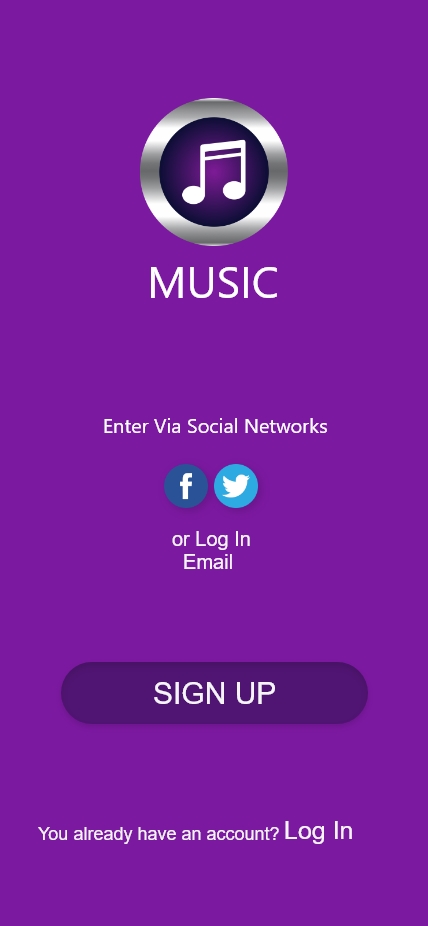 MUSIC
Enter Via Social Networks
or Log In
Email
SIGN UP
You already have an account? Log In